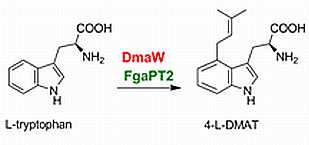 COOH
NH2
N
H
L-tryptophan
DmaW
FgaPT2
COOH
NH2
N
H
4-L-DMAT